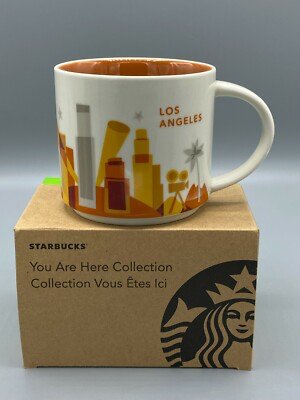 LOS
ANGELES
STARBUCKS
You Are Here Collection
Collection Vous Êtes Ici